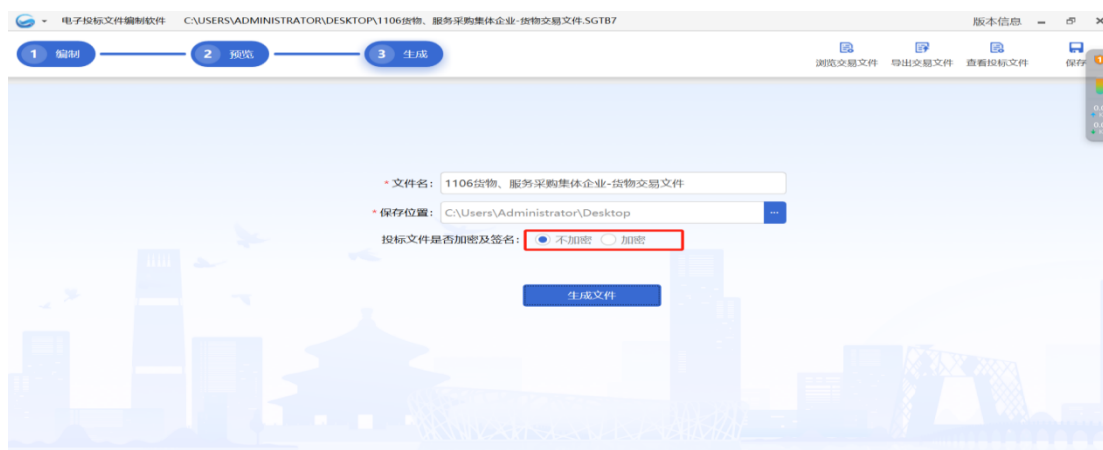 电子投标文件编制软件 C:\USERS\ADMINISTRATOR\DESKTOP\1106货物、服务采购集体企业-货物交易文件.SGTB7 版本信息
1 编制 2 预览 3 生成
浏览交易文件 导出交易文件 查看投标文件 保存
* 文件名： 1106货物、服务采购集体企业-货物交易文件
* 保存位置： C:\Users\Administrator\Desktop ...
投标文件是否加密及签名： 不加密 加密
生成文件